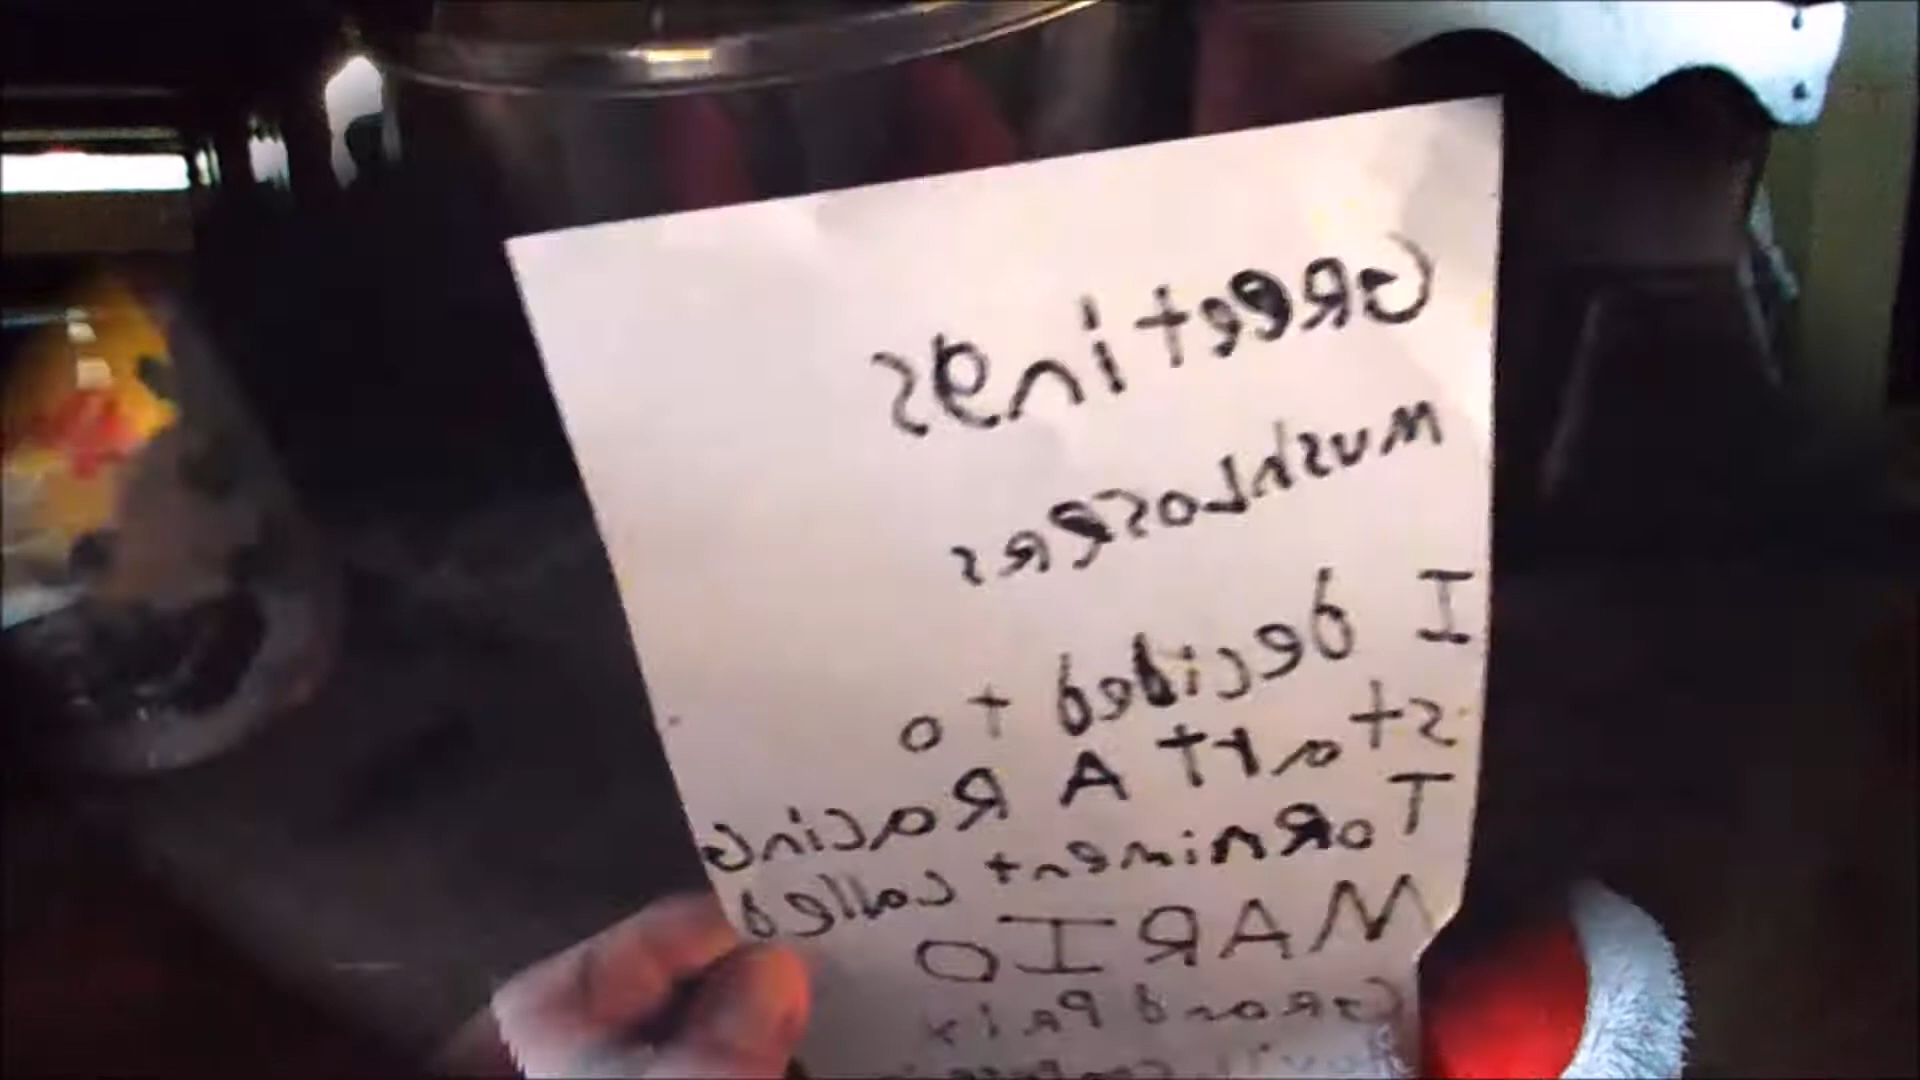 Greetings
mushLosers
I decided to
start A Racing
Torniment called
MARIO
Grand Prix